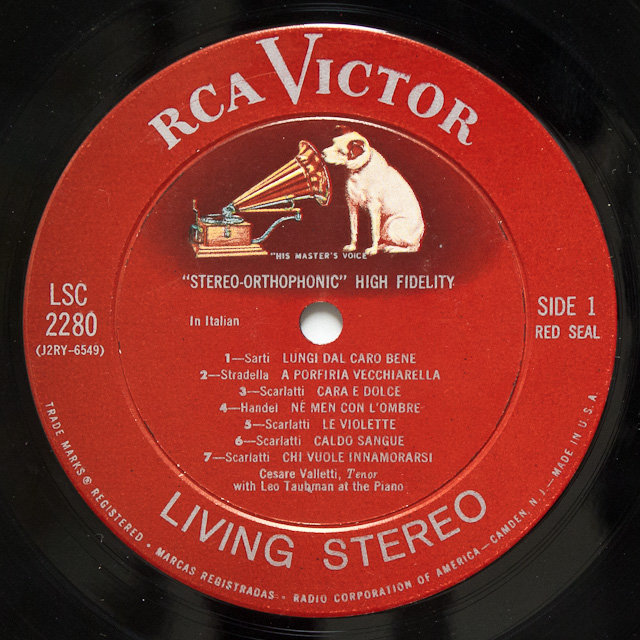 RCA VICTOR
"HIS MASTER'S VOICE"
"STEREO-ORTHOPHONIC" HIGH FIDELITY
LSC
2280
(J2RY-6549)
SIDE 1
RED SEAL
In Italian
1—Sarti LUNGI DAL CARO BENE
2—Stradella A PORFIRIA VECCHIARELLA
3—Scarlatti CARA E DOLCE
4—Handel NÈ MEN CON L'OMBRE
5—Scarlatti LE VIOLETTE
6—Scarlatti CALDO SANGUE
7—Scarlatti CHI VUOLE INNAMORARSI
Cesare Valletti, Tenor
with Leo Taubman at the Piano
LIVING STEREO
TRADE MARKS® REGISTERED • MARCAS REGISTRADAS • RADIO CORPORATION OF AMERICA—CAMDEN, N.J.—MADE IN U.S.A.